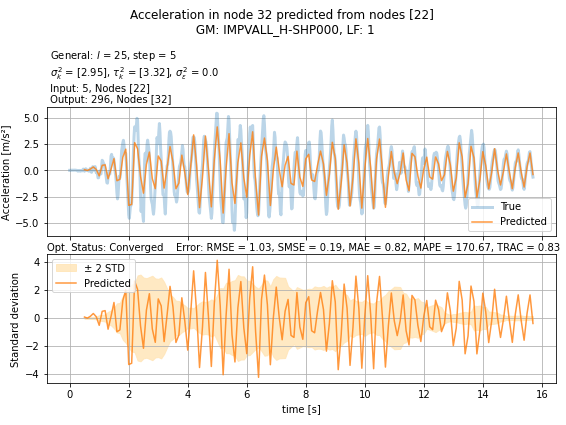 Acceleration in node 32 predicted from nodes [22]
GM: IMPVALL_H-SHP000, LF: 1
General: l = 25, step = 5
σ²ₖ = [2.95], τ²ₖ = [3.32], σ²ε = 0.0
Input: 5, Nodes [22]
Output: 296, Nodes [32]
Acceleration [m/s²]
5.0
2.5
0.0
−2.5
−5.0
True
Predicted
Opt. Status: Converged Error: RMSE = 1.03, SMSE = 0.19, MAE = 0.82, MAPE = 170.67, TRAC = 0.83
Standard deviation
4
2
0
−2
−4
± 2 STD
Predicted
0 2 4 6 8 10 12 14 16
time [s]